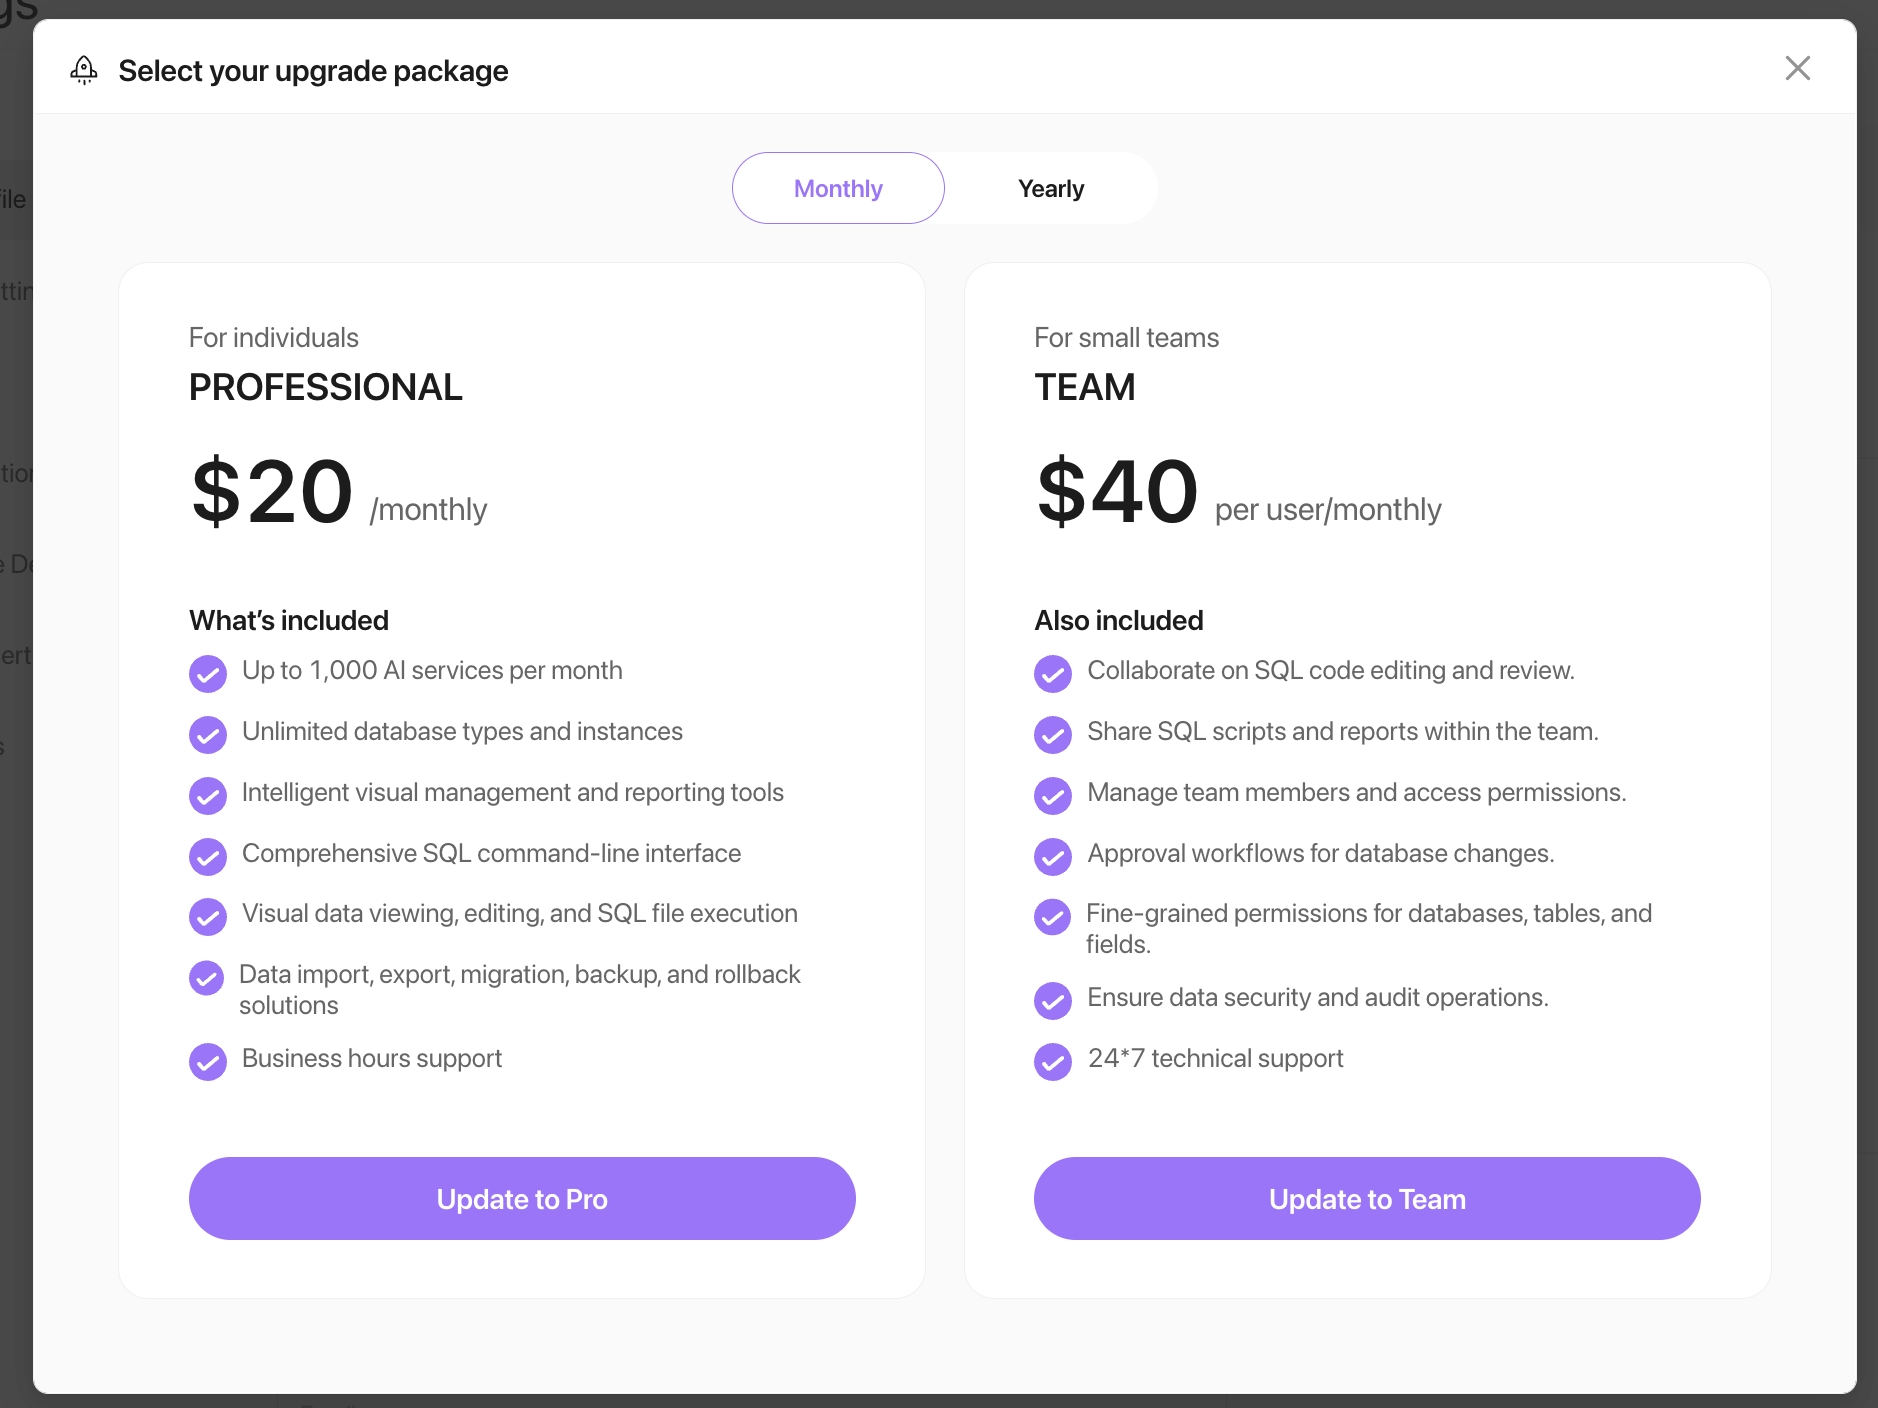 Select your upgrade package
Monthly
Yearly
For individuals
PROFESSIONAL
$20 /monthly
What's included
Up to 1,000 AI services per month
Unlimited database types and instances
Intelligent visual management and reporting tools
Comprehensive SQL command-line interface
Visual data viewing, editing, and SQL file execution
Data import, export, migration, backup, and rollback
solutions
Business hours support
Update to Pro
For small teams
TEAM
$40 per user/monthly
Also included
Collaborate on SQL code editing and review.
Share SQL scripts and reports within the team.
Manage team members and access permissions.
Approval workflows for database changes.
Fine-grained permissions for databases, tables, and
fields.
Ensure data security and audit operations.
24*7 technical support
Update to Team